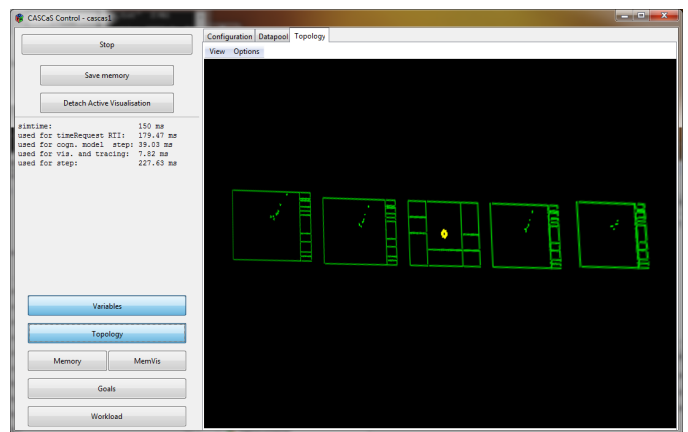 CASCaS Control - cascas1
Stop
Save memory
Detach Active Visualisation
simtime: 150 ms
used for timeRequest RTI: 179.47 ms
used for cogn. model step: 39.03 ms
used for vis. and tracing: 7.82 ms
used for step: 227.63 ms
Variables
Topology
Memory MemVis
Goals
Workload
Configuration Datapool Topology
View Options